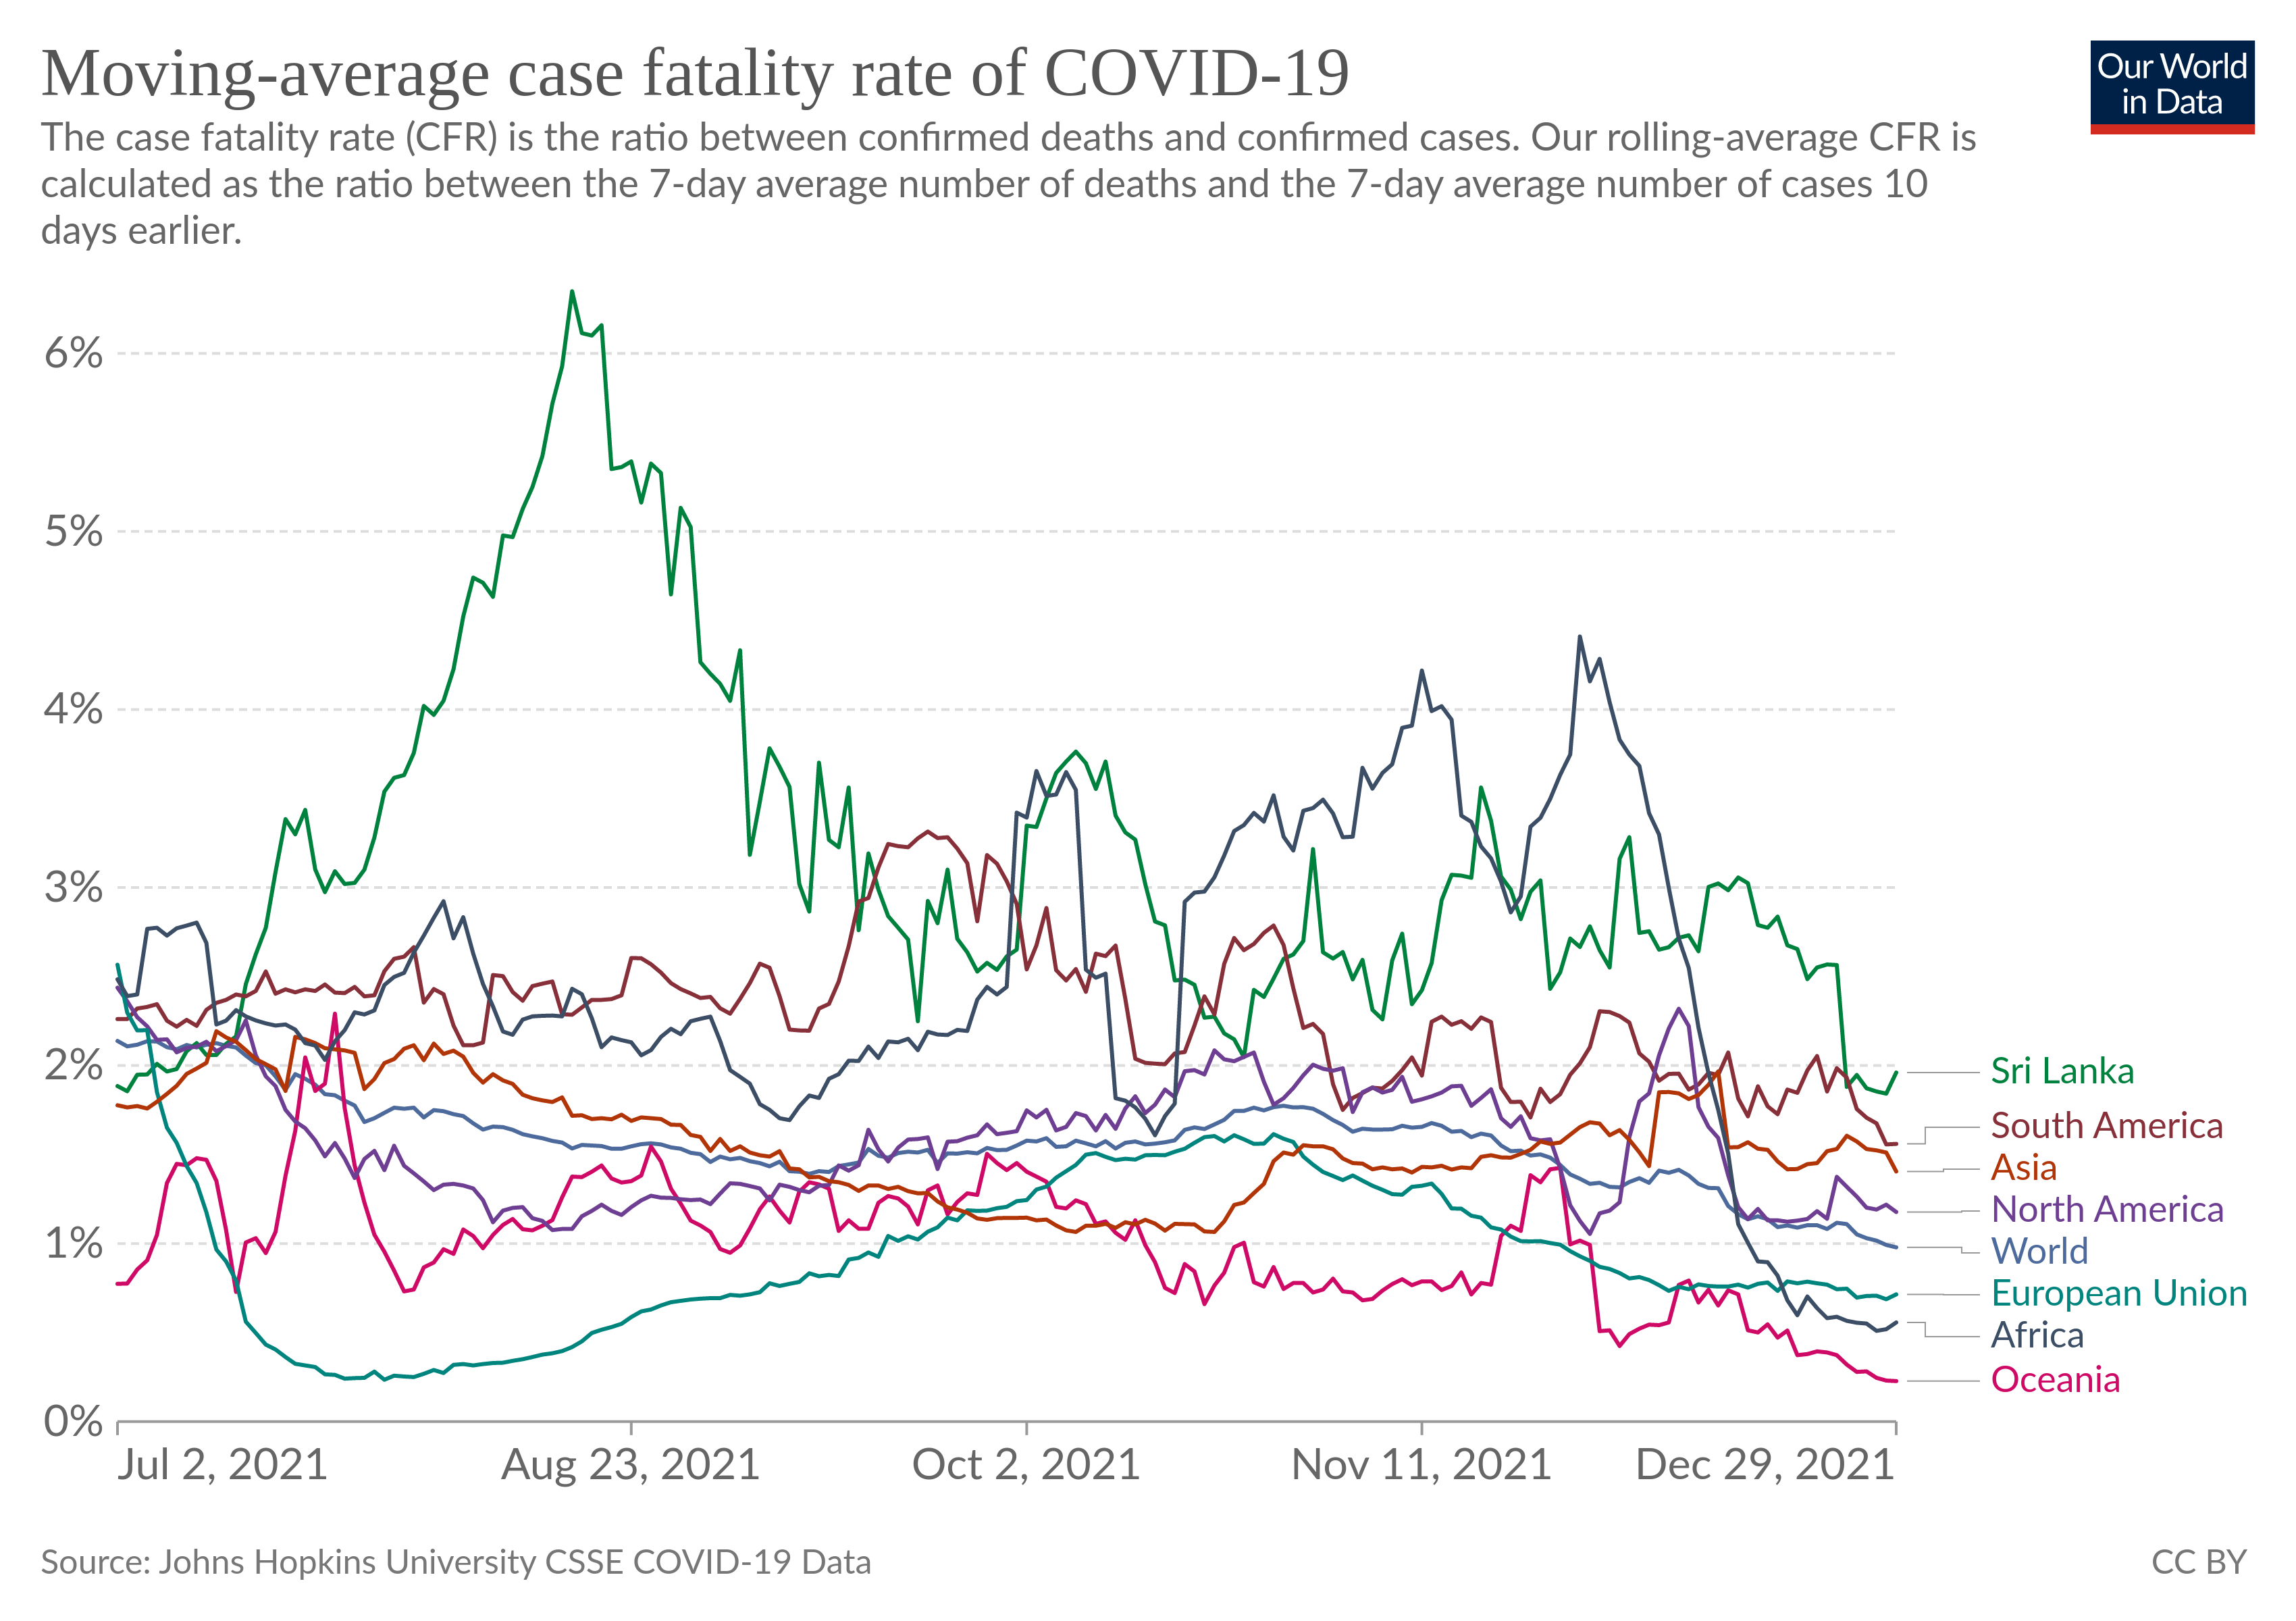 Moving-average case fatality rate of COVID-19
Our World
in Data
The case fatality rate (CFR) is the ratio between confirmed deaths and confirmed cases. Our rolling-average CFR is
calculated as the ratio between the 7-day average number of deaths and the 7-day average number of cases 10
days earlier.
6%
5%
4%
3%
2%
1%
0%
Sri Lanka
South America
Asia
North America
World
European Union
Africa
Oceania
Jul 2, 2021
Aug 23, 2021
Oct 2, 2021
Nov 11, 2021
Dec 29, 2021
Source: Johns Hopkins University CSSE COVID-19 Data
CC BY